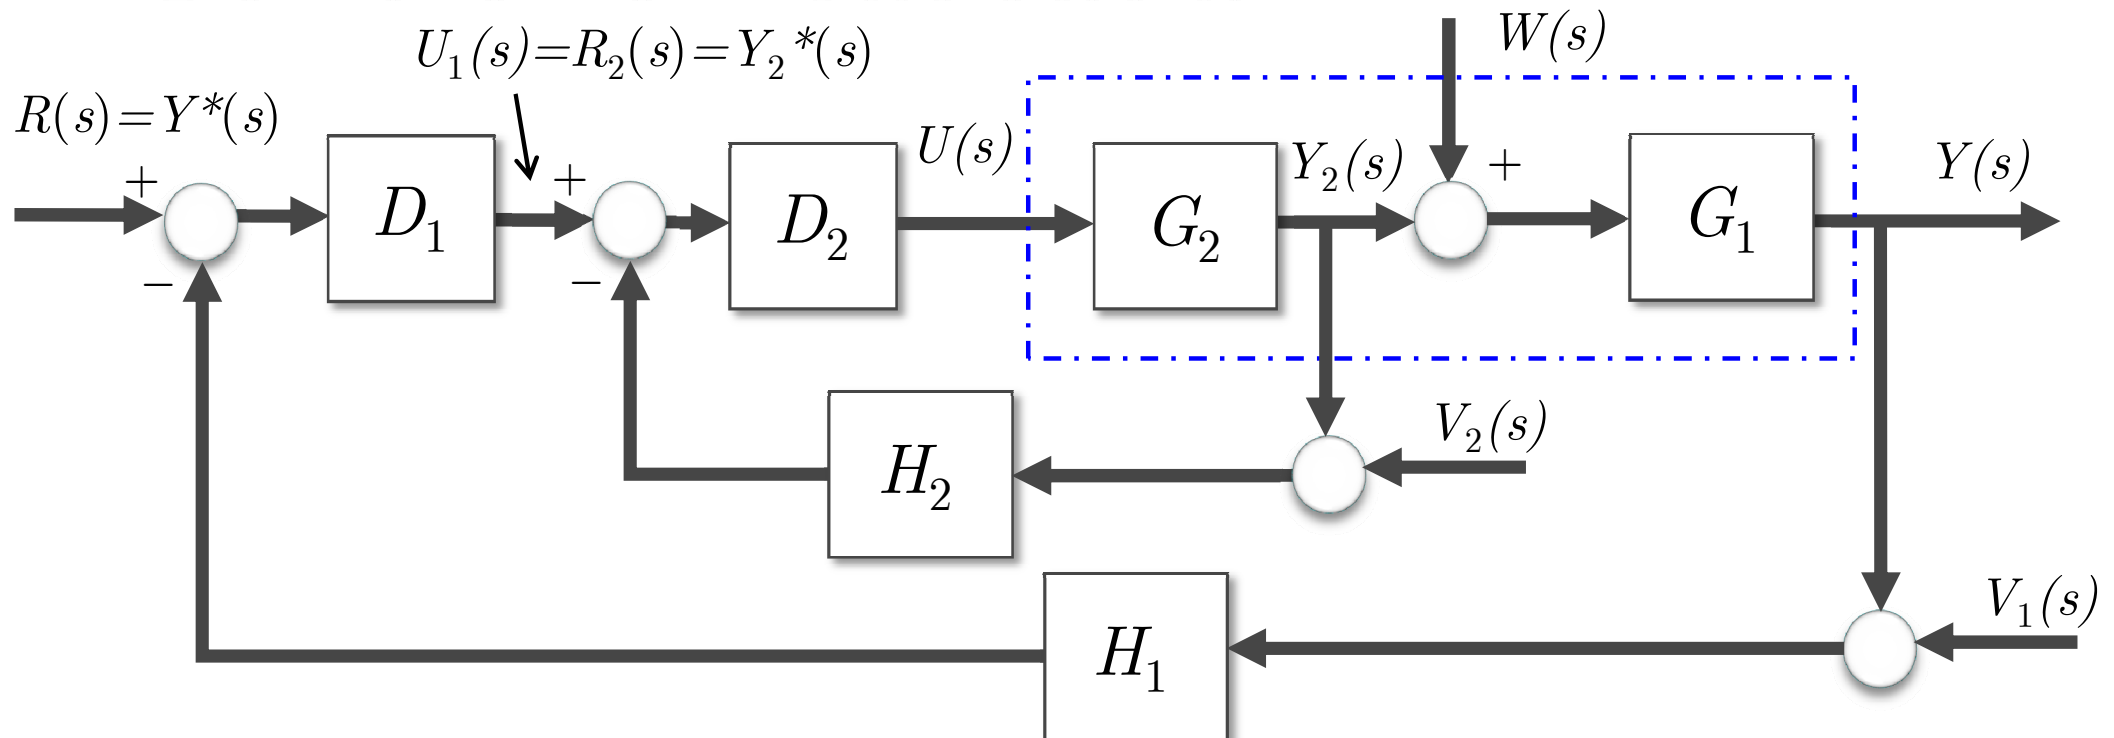 W(s)
U₁(s)=R₂(s)=Y₂*(s)
R(s)=Y*(s)
U(s)
Y₂(s)
Y(s)
+
+
+
D₁
D₂
G₂
G₁
−
−
V₂(s)
H₂
V₁(s)
H₁